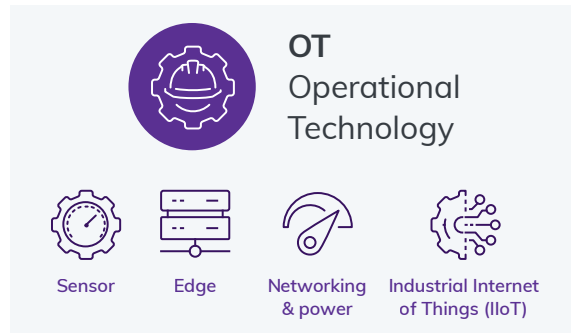 OT
Operational
Technology
Sensor
Edge
Networking
& power
Industrial Internet
of Things (IIoT)